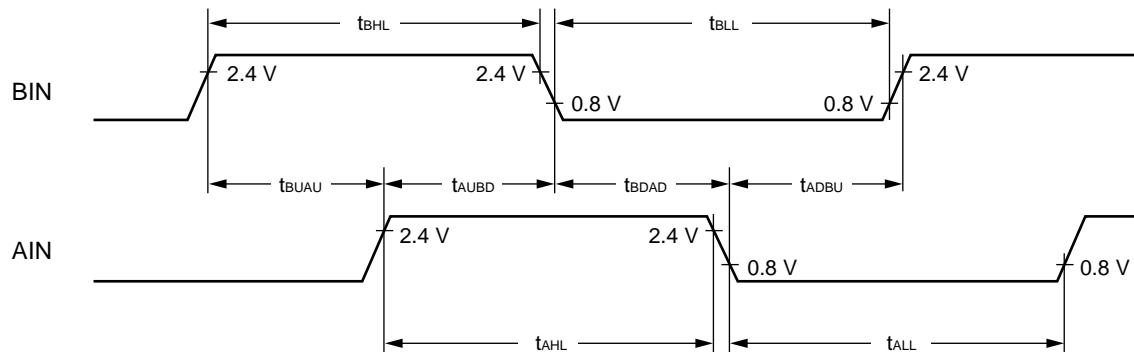 tBHL tBLL
2.4 V 2.4 V 2.4 V
BIN
0.8 V 0.8 V
tBUAU tAUBD tBDAD tADBU
2.4 V 2.4 V
AIN
0.8 V 0.8 V
tAHL tALL